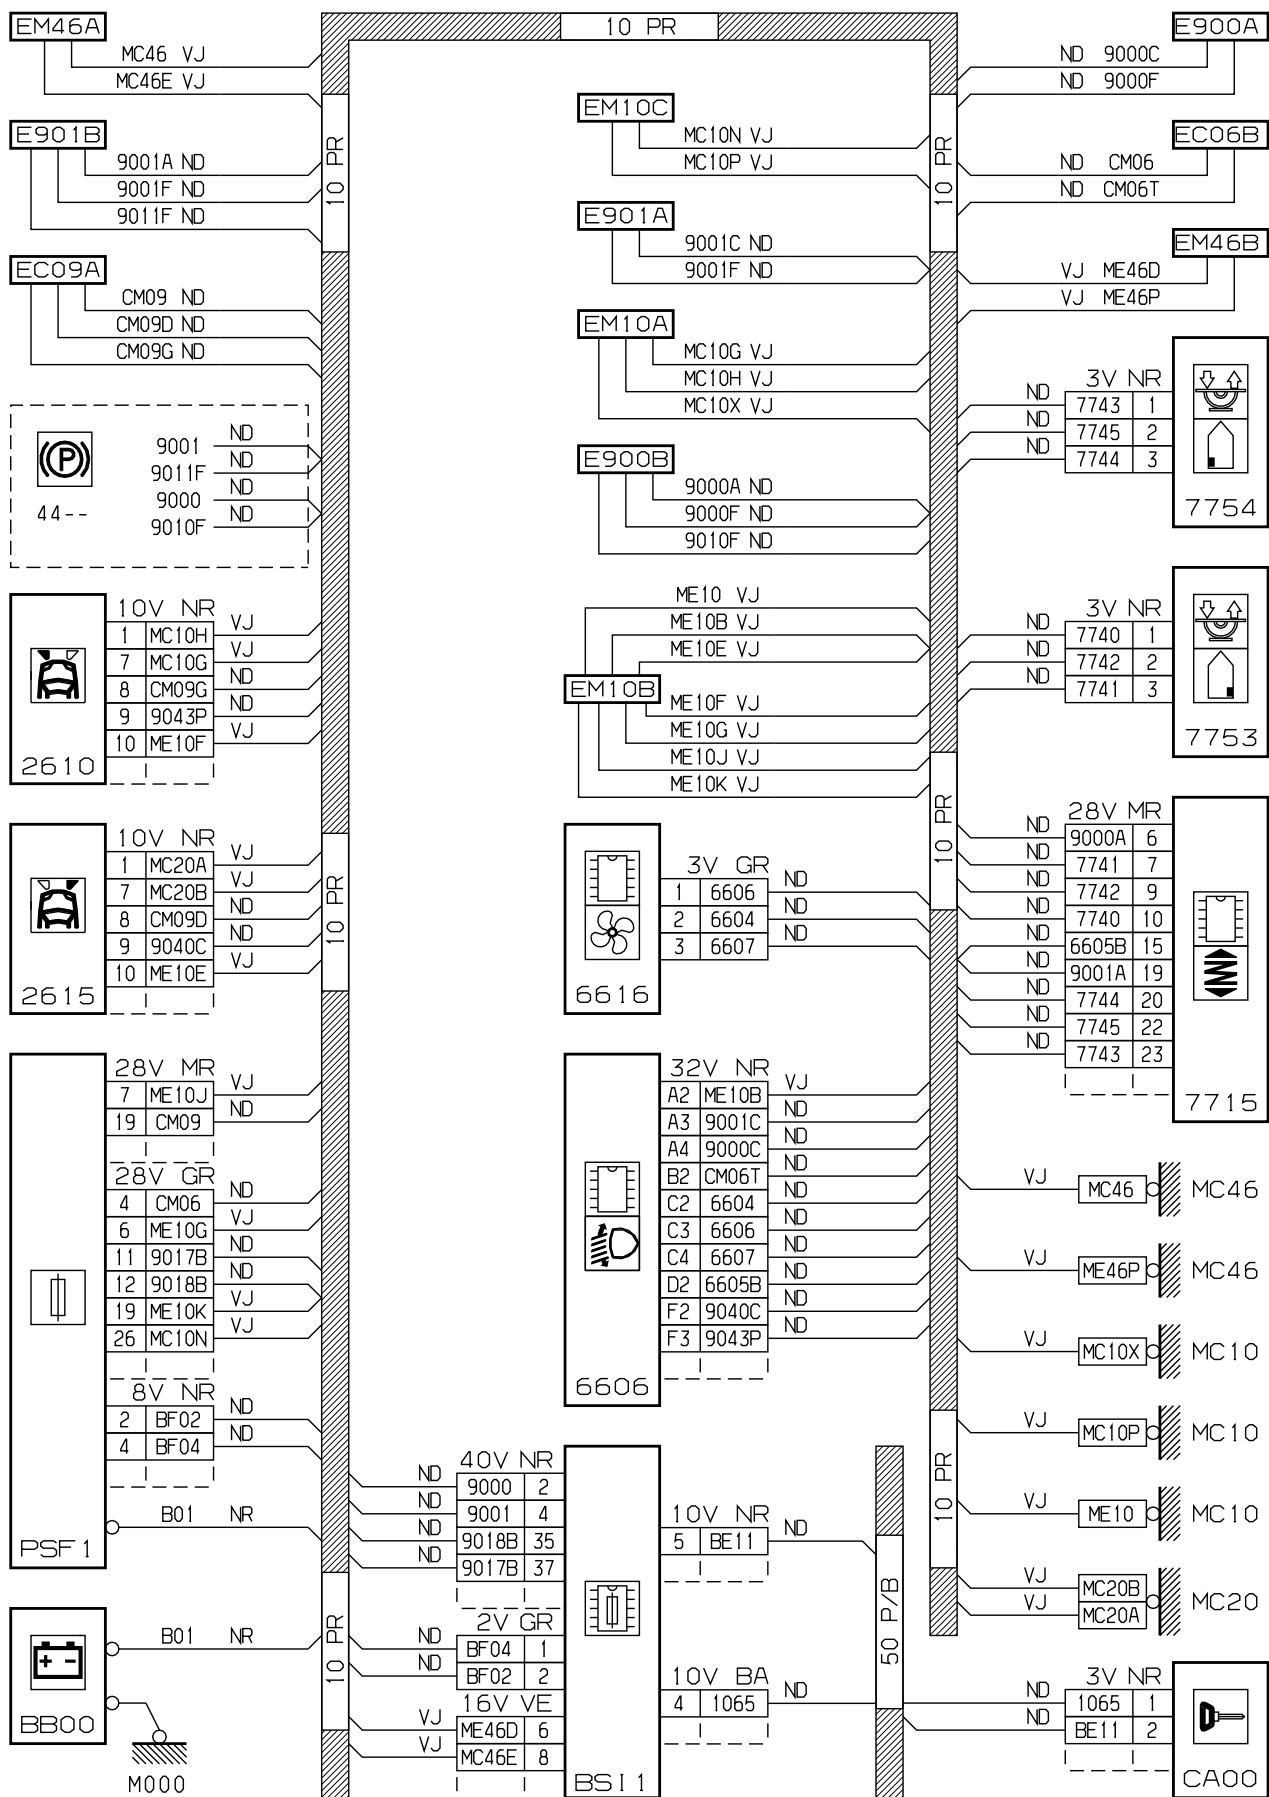 EM46A
MC46 VJ
MC46E VJ
E901B
9001A ND
9001F ND
9011F ND
EC09A
CM09 ND
CM09D ND
CM09G ND
P
44--
9001 ND
9011F ND
9000 ND
9010F ND
10V NR
1 MC10H VJ
7 MC10G VJ
8 CM09G ND
9 9043P ND
10 ME10F VJ
2610
10V NR
1 MC20A VJ
7 MC20B VJ
8 CM09D ND
9 9040C ND
10 ME10E VJ
2615
28V MR
7 ME10J VJ
19 CM09 ND
28V GR
4 CM06 ND
6 ME10G VJ
11 9017B ND
12 9018B ND
19 ME10K VJ
26 MC10N VJ
8V NR
2 BF02 ND
4 BF04 ND
B01 NR
PSF1
B01 NR
BB00
M000
10 PR
10 PR
10 PR
10 PR
EM10C
MC10N VJ
MC10P VJ
E901A
9001C ND
9001F ND
EM10A
MC10G VJ
MC10H VJ
MC10X VJ
E900B
9000A ND
9000F ND
9010F ND
ME10 VJ
ME10B VJ
ME10E VJ
EM10B
ME10F VJ
ME10G VJ
ME10J VJ
ME10K VJ
3V GR
1 6606 ND
2 6604 ND
3 6607 ND
6616
32V NR
A2 ME10B VJ
A3 9001C ND
A4 9000C ND
B2 CM06T ND
C2 6604 ND
C3 6606 ND
C4 6607 ND
D2 6605B ND
F2 9040C ND
F3 9043P ND
6606
40V NR
ND 9000 2
ND 9001 4
ND 9018B 35
ND 9017B 37
2V GR
ND BF04 1
ND BF02 2
16V VE
VJ ME46D 6
VJ MC46E 8
10V NR
5 BE11 ND
10V BA
4 1065 ND
BSI1
50 P/B
10 PR
10 PR
10 PR
E900A
ND 9000C
ND 9000F
EC06B
ND CM06
ND CM06T
EM46B
VJ ME46D
VJ ME46P
3V NR
ND 7743 1
ND 7745 2
ND 7744 3
7754
3V NR
ND 7740 1
ND 7742 2
ND 7741 3
7753
28V MR
ND 9000A 6
ND 7741 7
ND 7742 9
ND 7740 10
ND 6605B 15
ND 9001A 19
ND 7744 20
ND 7745 22
ND 7743 23
7715
VJ MC46 MC46
VJ ME46P MC46
VJ MC10X MC10
VJ MC10P MC10
VJ ME10 MC10
VJ MC20B
VJ MC20A
MC20
3V NR
ND 1065 1
ND BE11 2
CA00